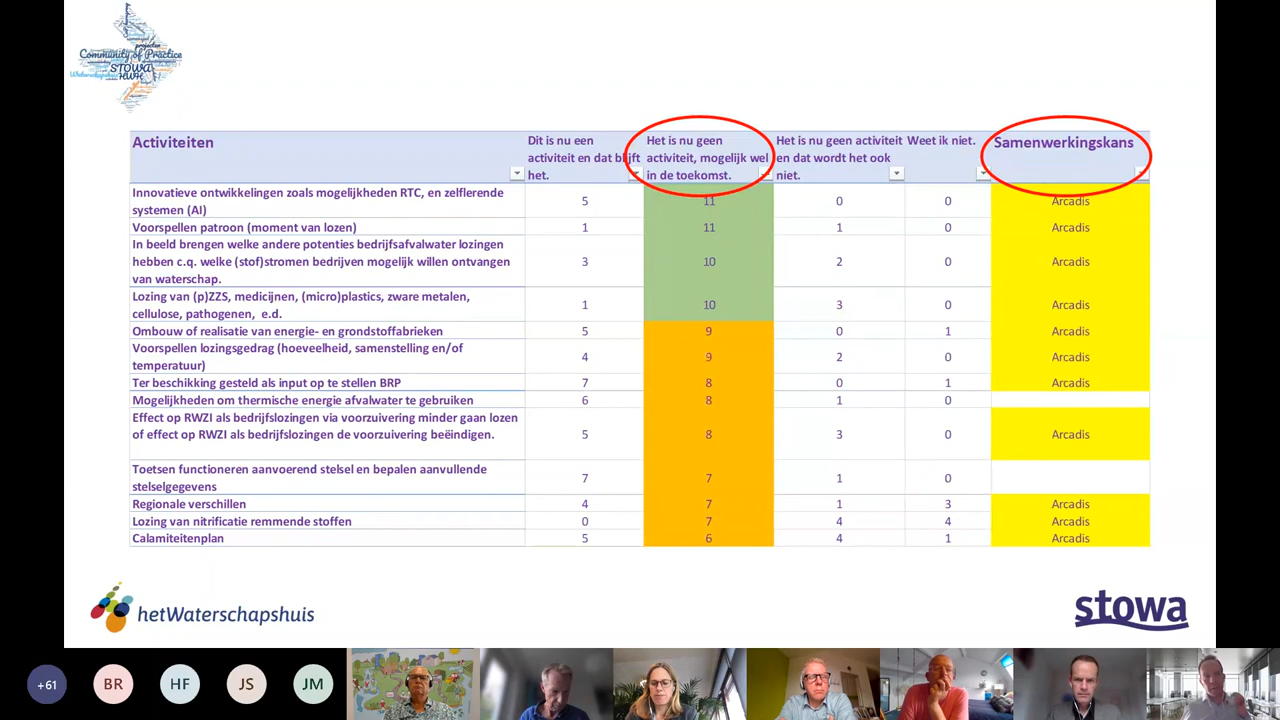 Community of Practice
STOWA
HWH
projecten
Activiteiten
Dit is nu een
activiteit en dat blijft
het.
Het is nu geen
activiteit, mogelijk wel
in de toekomst.
Het is nu geen activiteit
en dat wordt het ook
niet.
Weet ik niet.
Samenwerkingskans
Innovatieve ontwikkelingen zoals mogelijkheden RTC, en zelflerende
systemen (AI)
5 11 0 0 Arcadis
Voorspellen patroon (moment van lozen) 1 11 1 0 Arcadis
In beeld brengen welke andere potenties bedrijfsafvalwater lozingen
hebben c.q. welke (stof)stromen bedrijven mogelijk willen ontvangen
van waterschap.
3 10 2 0 Arcadis
Lozing van (p)ZZS, medicijnen, (micro)plastics, zware metalen,
cellulose, pathogenen, e.d.
1 10 3 0 Arcadis
Ombouw of realisatie van energie- en grondstoffabrieken 5 9 0 1 Arcadis
Voorspellen lozingsgedrag (hoeveelheid, samenstelling en/of
temperatuur)
4 9 2 0 Arcadis
Ter beschikking gesteld als input op te stellen BRP 7 8 0 1 Arcadis
Mogelijkheden om thermische energie afvalwater te gebruiken 6 8 1 0
Effect op RWZI als bedrijfslozingen via voorzuivering minder gaan lozen
of effect op RWZI als bedrijfslozingen de voorzuivering beëindigen.
5 8 3 0 Arcadis
Toetsen functioneren aanvoerend stelsel en bepalen aanvullende
stelselgegevens
7 7 1 0
Regionale verschillen 4 7 1 3 Arcadis
Lozing van nitrificatie remmende stoffen 0 7 4 4 Arcadis
Calamiteitenplan 5 6 4 1 Arcadis
hetWaterschapshuis
stowa
+61 BR HF JS JM